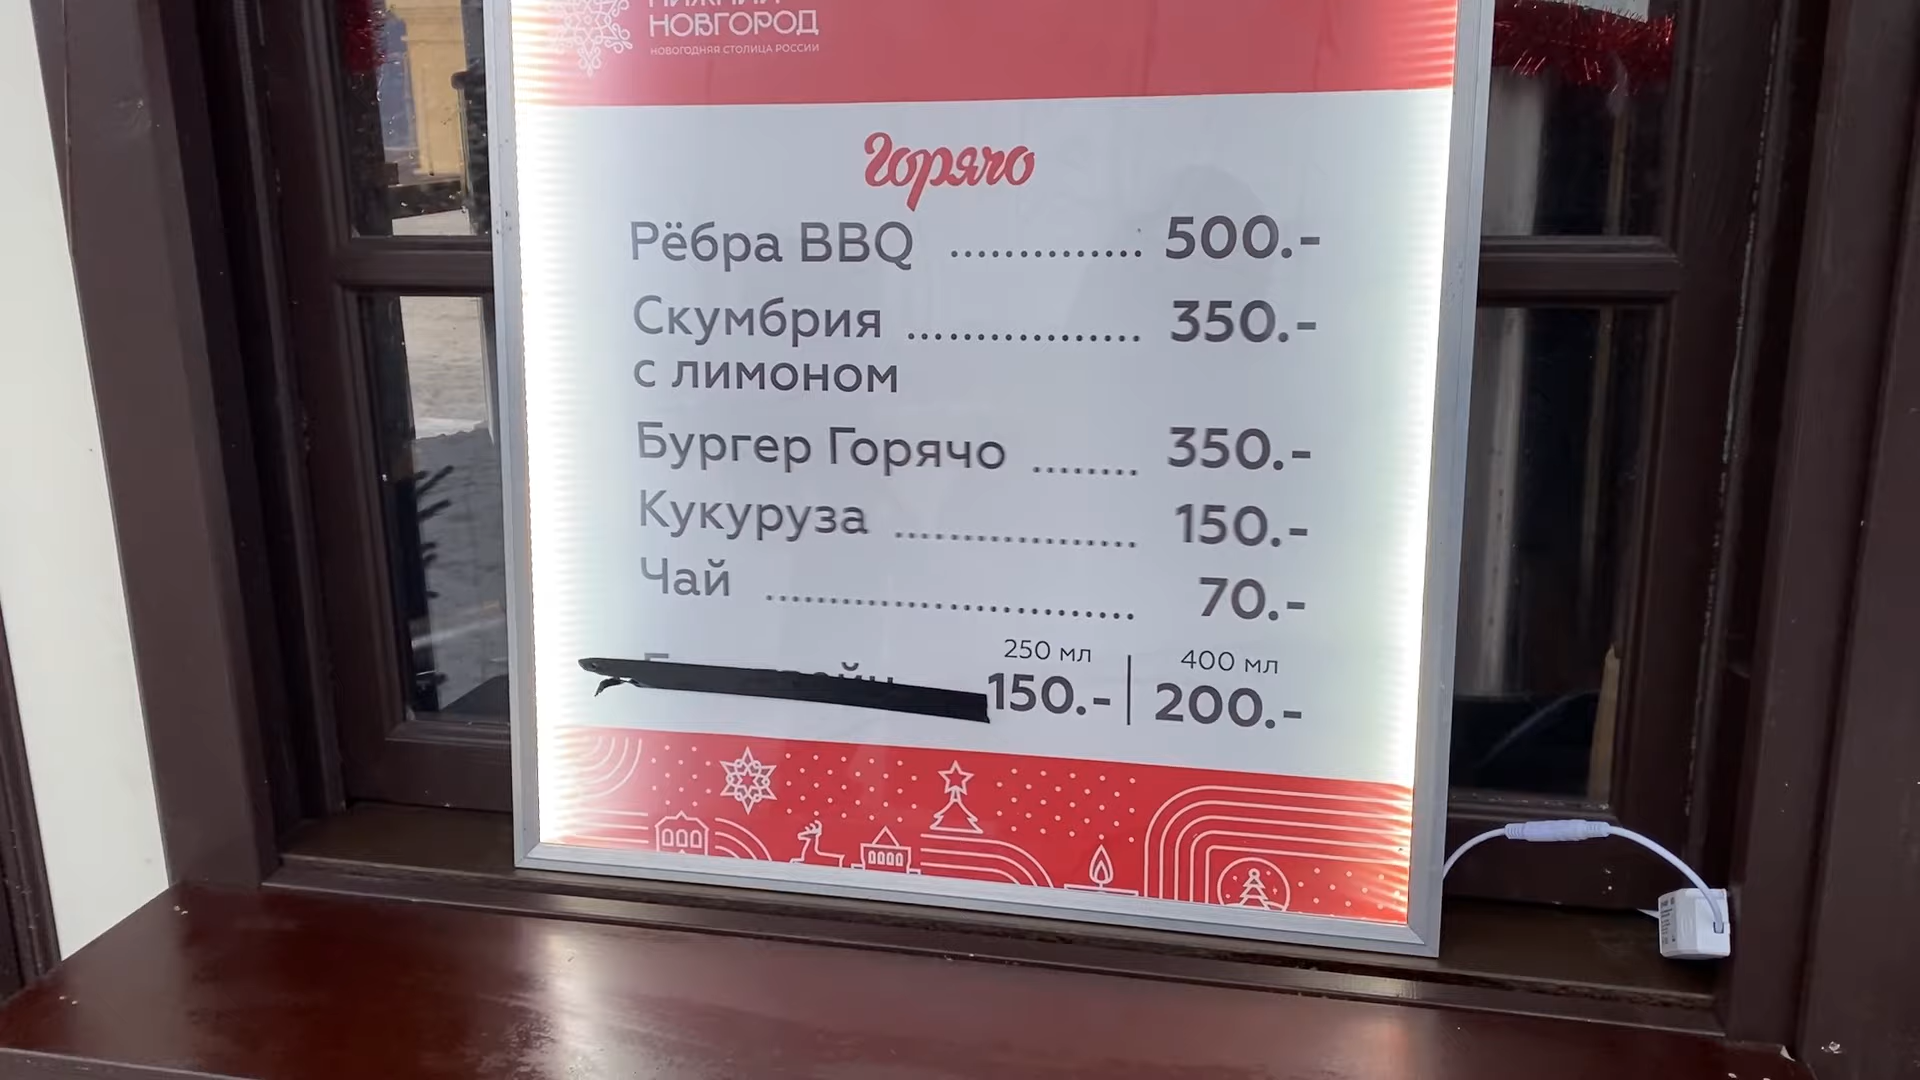 НОВГОРОД
НОВОГОДНЯЯ СТОЛИЦА РОССИИ
Горячо
Рёбра BBQ .............. 500.-
Скумбрия ................. 350.-
с лимоном
Бургер Горячо ........ 350.-
Кукуруза .................. 150.-
Чай ............................ 70.-
250 мл | 400 мл
150.- | 200.-